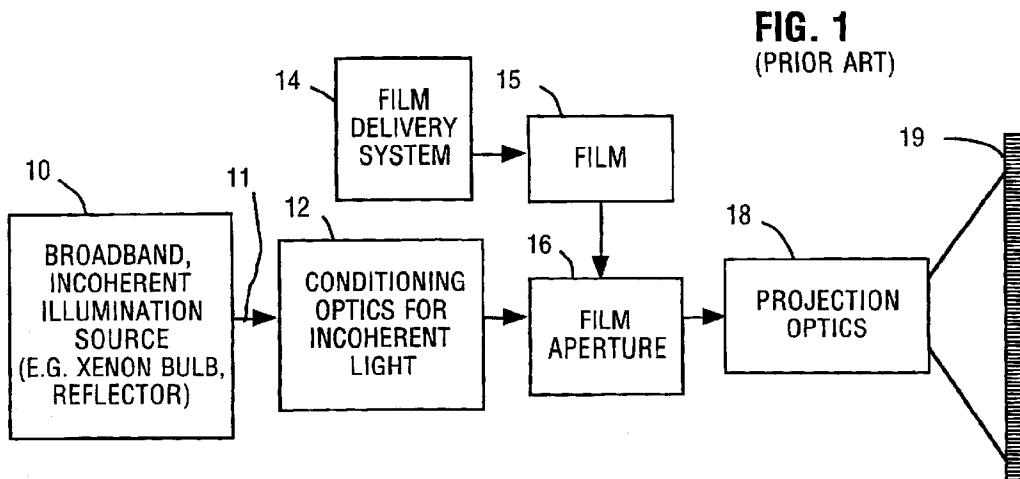 FIG. 1
(PRIOR ART)
14
FILM
DELIVERY
SYSTEM
15
FILM
19
10
BROADBAND,
INCOHERENT
ILLUMINATION
SOURCE
(E.G. XENON BULB,
REFLECTOR)
11
12
CONDITIONING
OPTICS FOR
INCOHERENT
LIGHT
16
FILM
APERTURE
18
PROJECTION
OPTICS